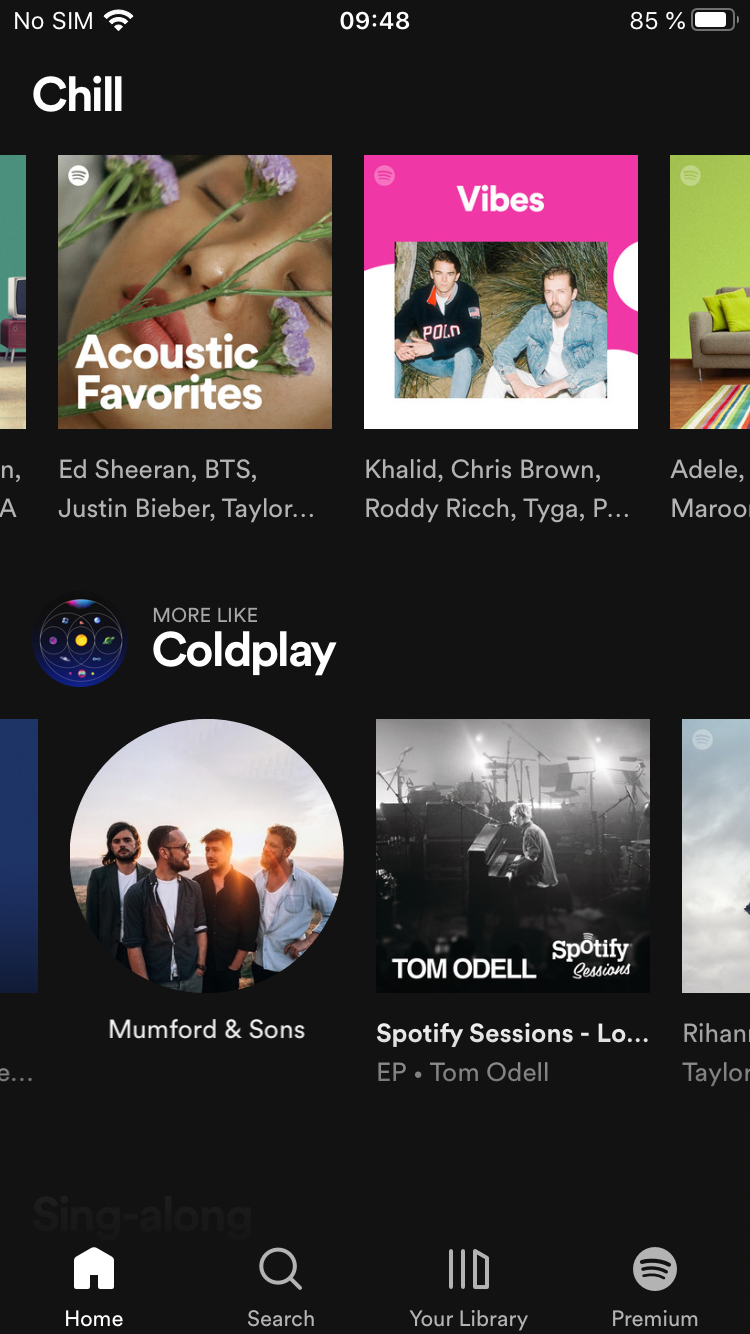 No SIM 09:48 85 %
Chill
Acoustic
Favorites
Vibes
POLO
n,
A
Ed Sheeran, BTS,
Justin Bieber, Taylor...
Khalid, Chris Brown,
Roddy Ricch, Tyga, P...
Adele,
Maroo
MORE LIKE
Coldplay
TOM ODELL
Spotify
Sessions
e...
Mumford & Sons
Spotify Sessions - Lo...
EP • Tom Odell
Rihan
Taylor
Sing-along
Home Search Your Library Premium